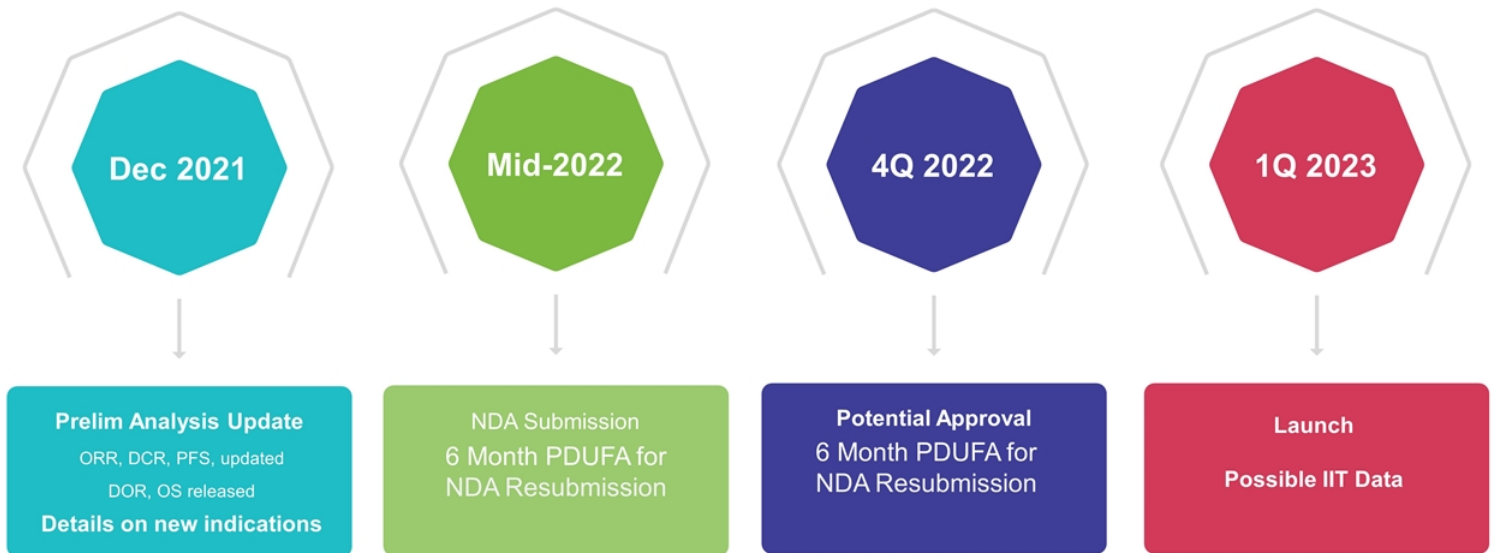 Dec 2021
Mid-2022
4Q 2022
1Q 2023
Prelim Analysis Update
ORR, DCR, PFS, updated
DOR, OS released
Details on new indications
NDA Submission
6 Month PDUFA for
NDA Resubmission
Potential Approval
6 Month PDUFA for
NDA Resubmission
Launch
Possible IIT Data